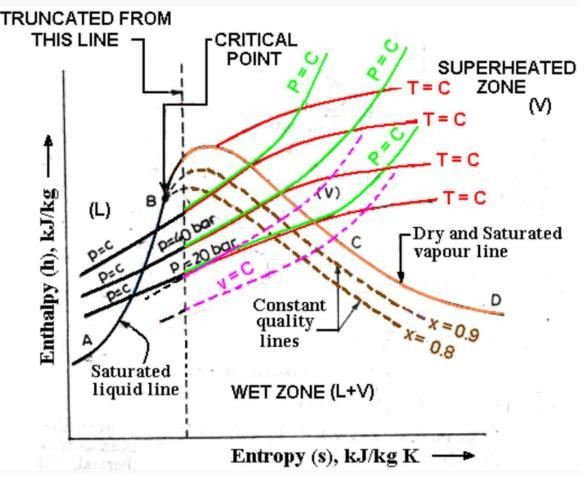 TRUNCATED FROM
THIS LINE
CRITICAL
POINT
SUPERHEATED
ZONE
(V)
P = C
P = C
P = C
T = C
T = C
T = C
T = C
(L)
B
(V)
P=C
P=C
P=C
P=40 bar
P=20 bar
v = C
C
Dry and Saturated
vapour line
D
A
Constant
quality
lines
x = 0.9
x = 0.8
Saturated
liquid line
WET ZONE (L+V)
Enthalpy (h), kJ/kg
Entropy (s), kJ/kg K